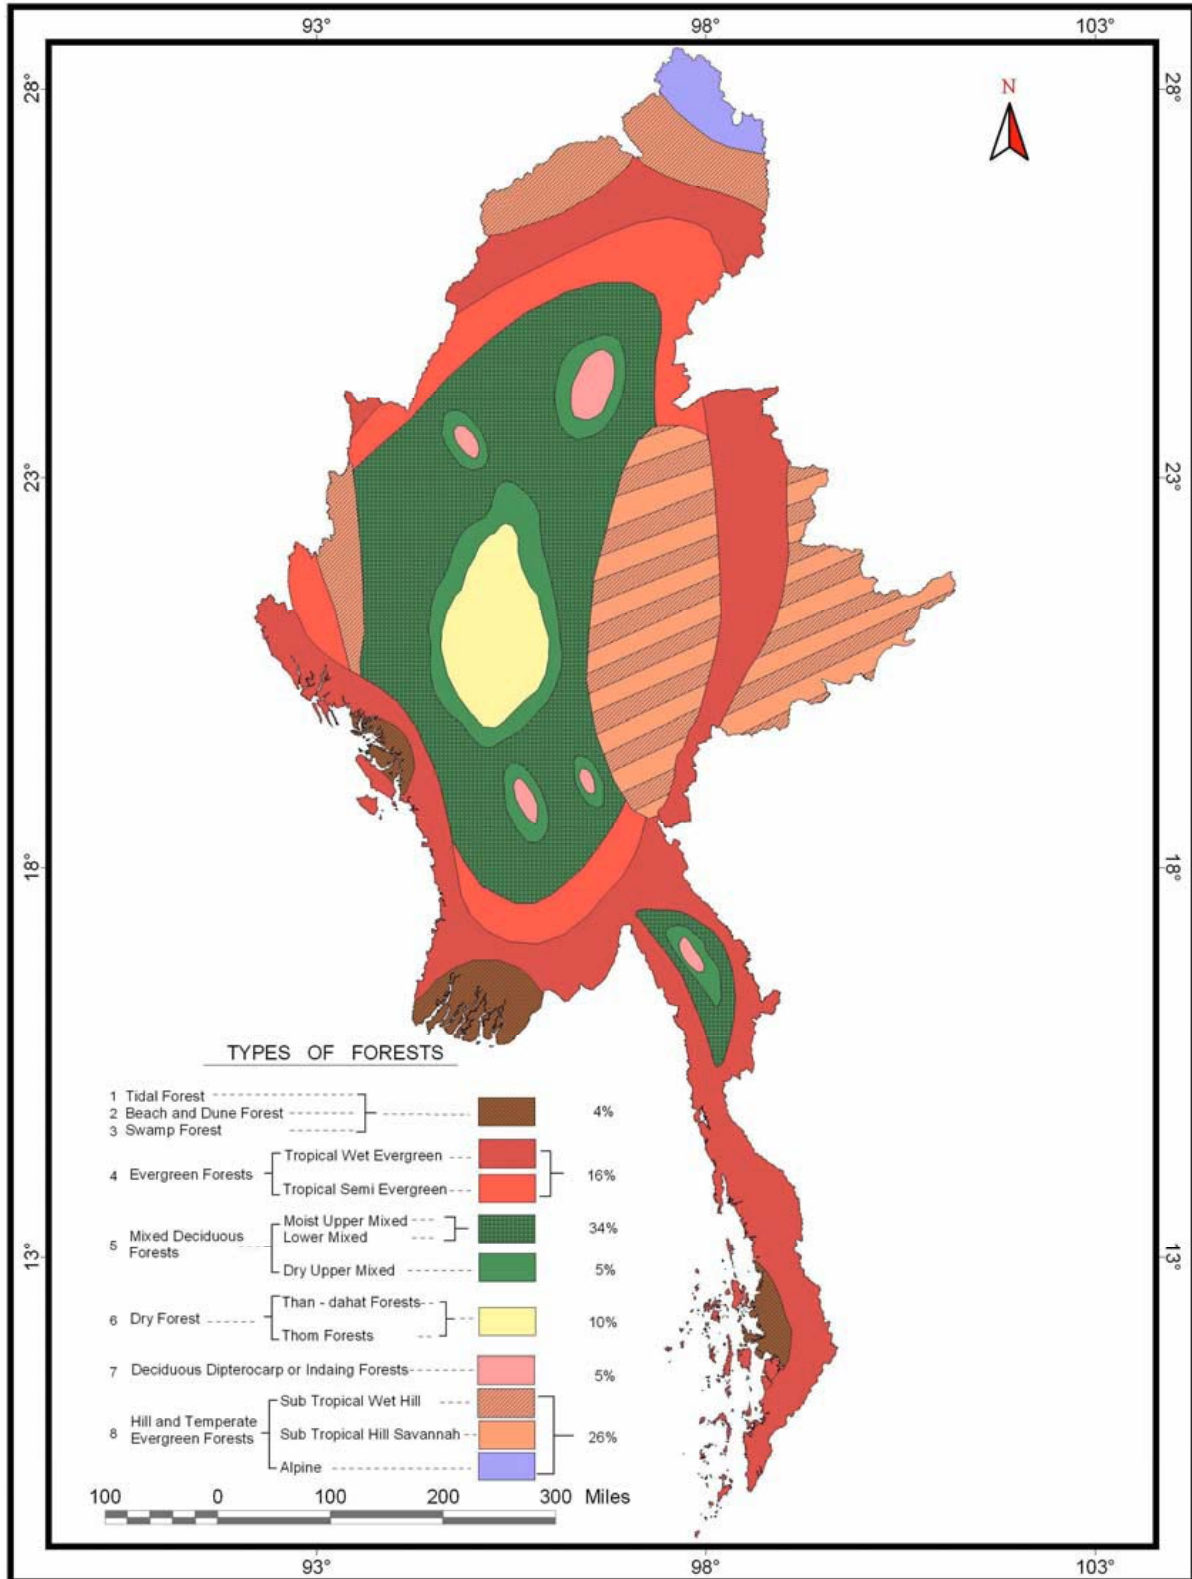 93° 98° 103°
28° 28°
N
23° 23°
18° 18°
TYPES OF FORESTS
1 Tidal Forest
2 Beach and Dune Forest
3 Swamp Forest
4%
4 Evergreen Forests
Tropical Wet Evergreen
Tropical Semi Evergreen
16%
5 Mixed Deciduous
Forests
Moist Upper Mixed
Lower Mixed
34%
Dry Upper Mixed
5%
13° 13°
6 Dry Forest
Than - dahat Forests
Thom Forests
10%
7 Deciduous Dipterocarp or Indaing Forests
5%
8 Hill and Temperate
Evergreen Forests
Sub Tropical Wet Hill
Sub Tropical Hill Savannah
Alpine
26%
100 0 100 200 300 Miles
93° 98° 103°